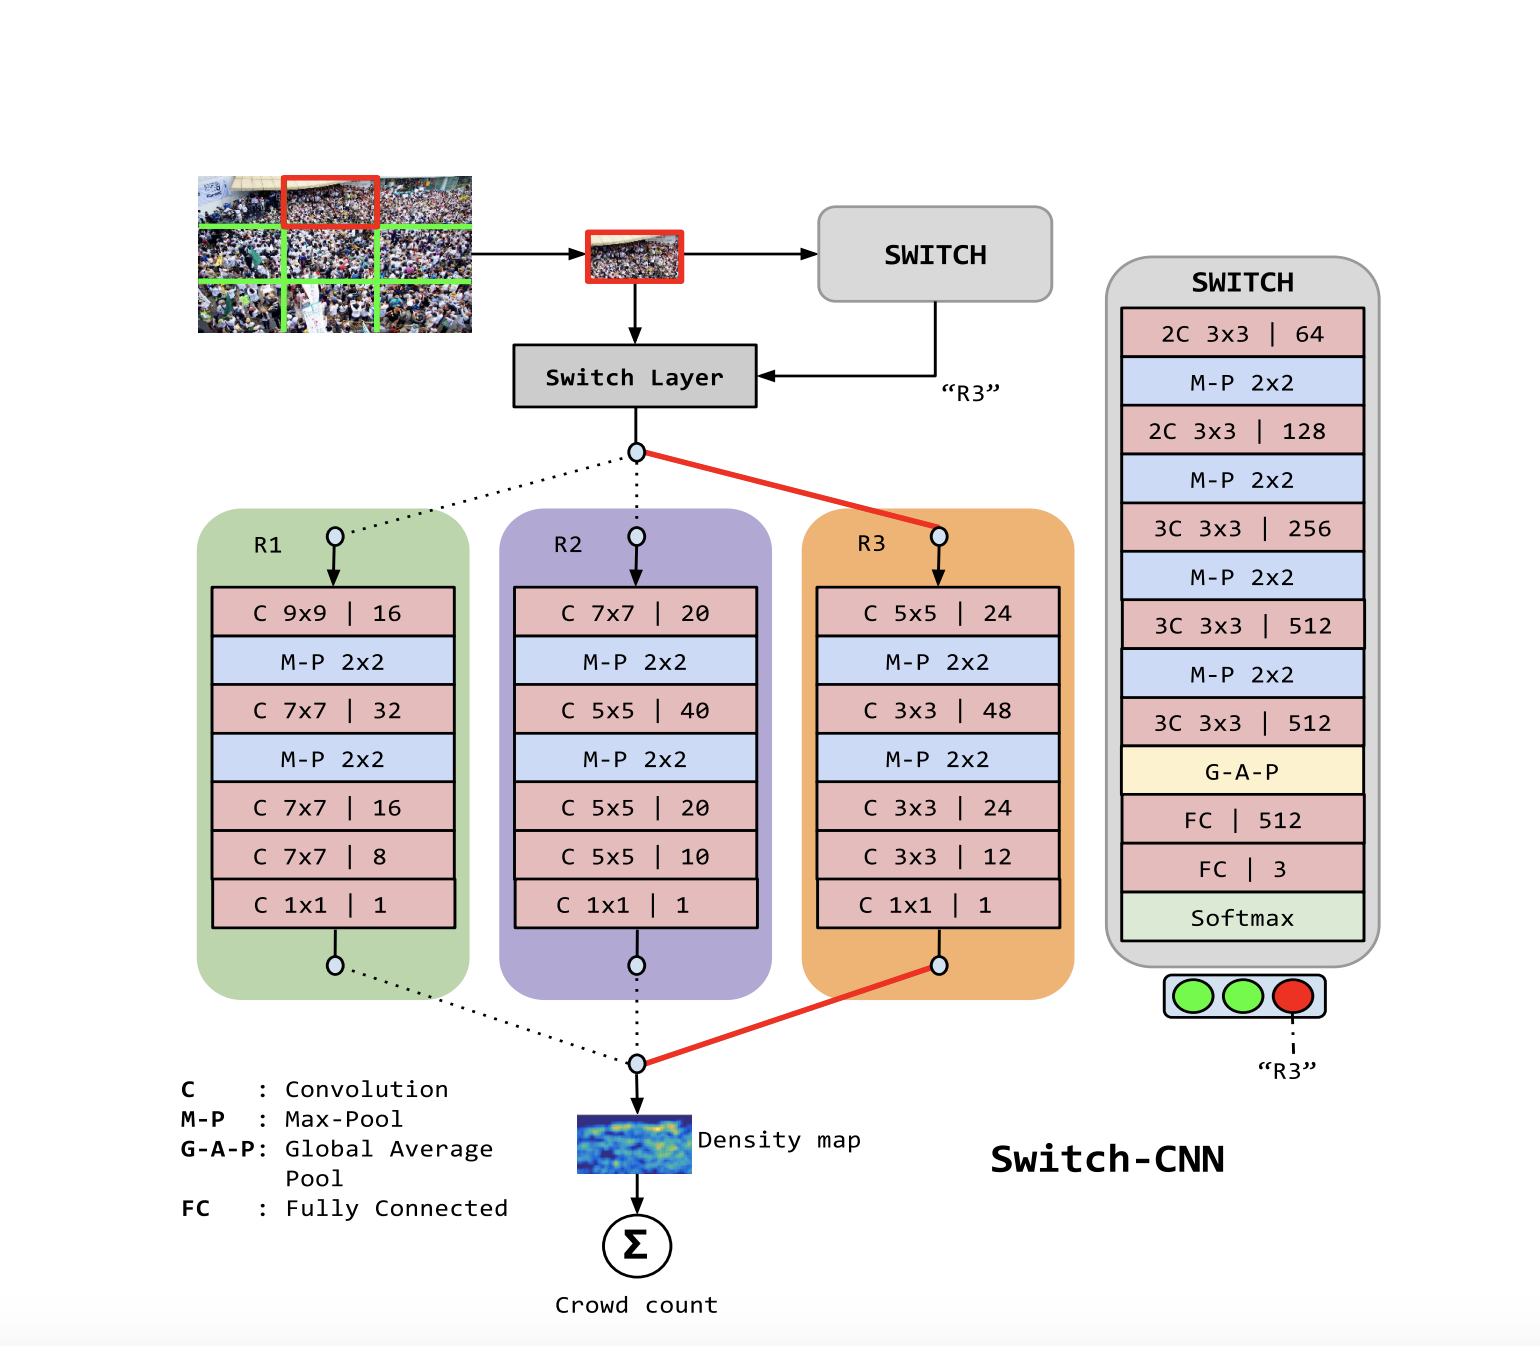 SWITCH
Switch Layer
“R3”
R1
C 9x9 | 16
M-P 2x2
C 7x7 | 32
M-P 2x2
C 7x7 | 16
C 7x7 | 8
C 1x1 | 1
R2
C 7x7 | 20
M-P 2x2
C 5x5 | 40
M-P 2x2
C 5x5 | 20
C 5x5 | 10
C 1x1 | 1
R3
C 5x5 | 24
M-P 2x2
C 3x3 | 48
M-P 2x2
C 3x3 | 24
C 3x3 | 12
C 1x1 | 1
SWITCH
2C 3x3 | 64
M-P 2x2
2C 3x3 | 128
M-P 2x2
3C 3x3 | 256
M-P 2x2
3C 3x3 | 512
M-P 2x2
3C 3x3 | 512
G-A-P
FC | 512
FC | 3
Softmax
“R3”
C : Convolution
M-P : Max-Pool
G-A-P: Global Average
Pool
FC : Fully Connected
Density map
Σ
Crowd count
Switch-CNN